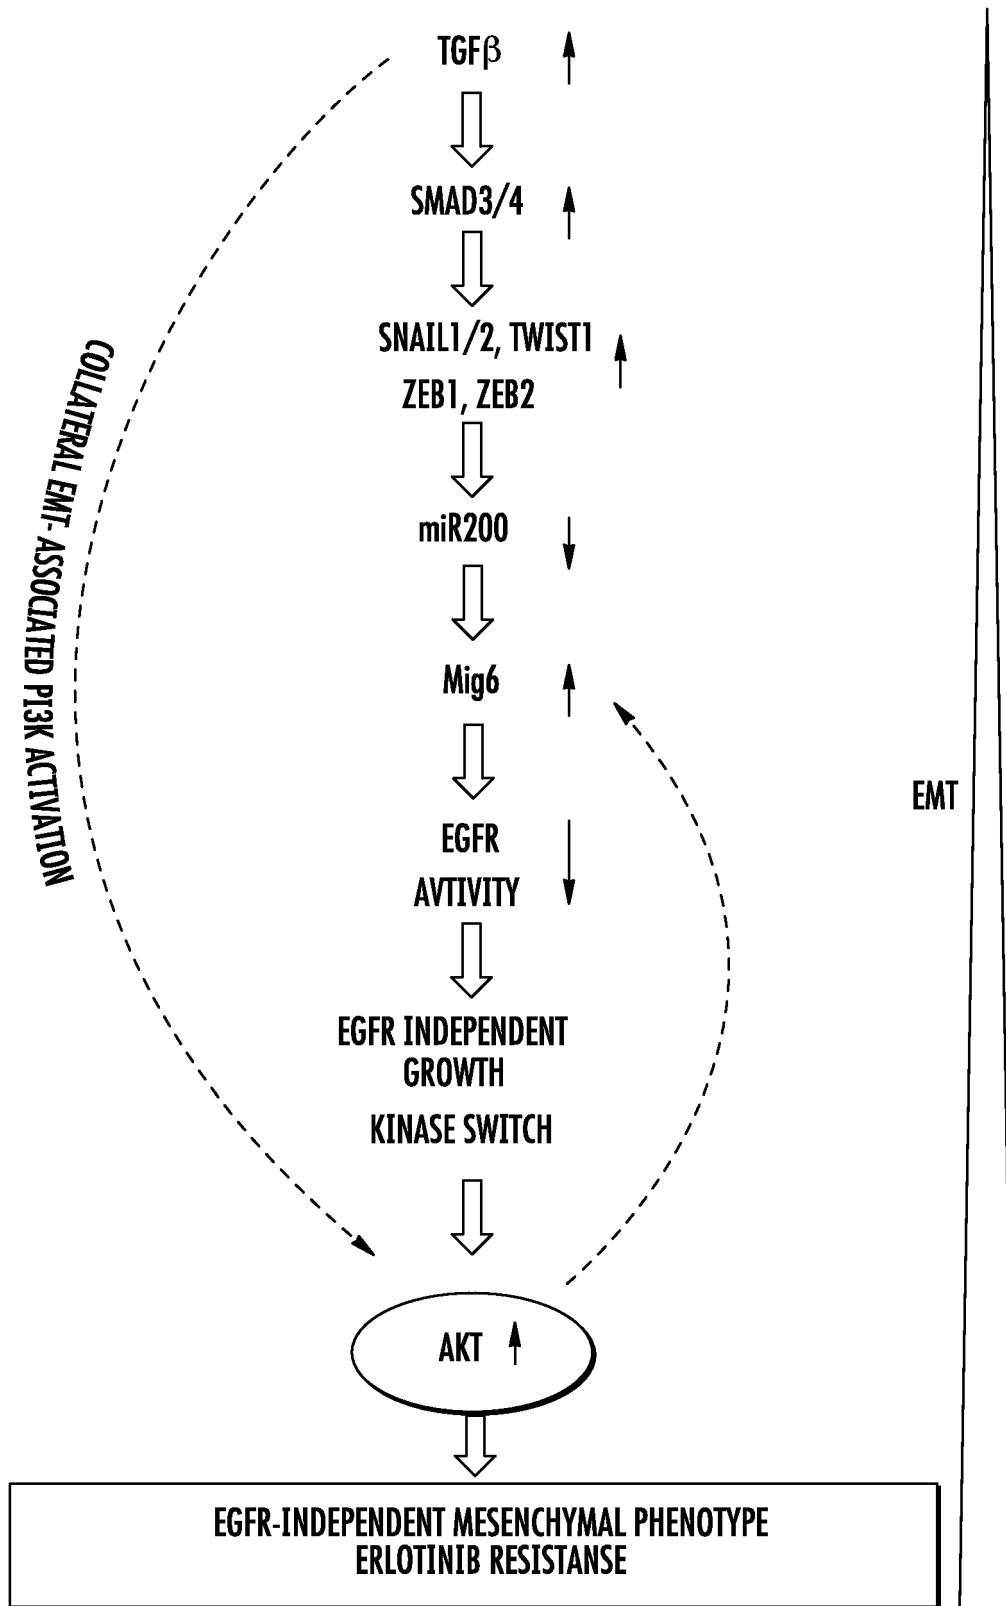 TGFβ
SMAD3/4
SNAIL1/2, TWIST1
ZEB1, ZEB2
miR200
Mig6
EGFR
AVTIVITY
EGFR INDEPENDENT
GROWTH
KINASE SWITCH
AKT
EGFR-INDEPENDENT MESENCHYMAL PHENOTYPE
ERLOTINIB RESISTANSE
COLLATERAL EMT- ASSOCIATED PI3K ACTIVATION
EMT